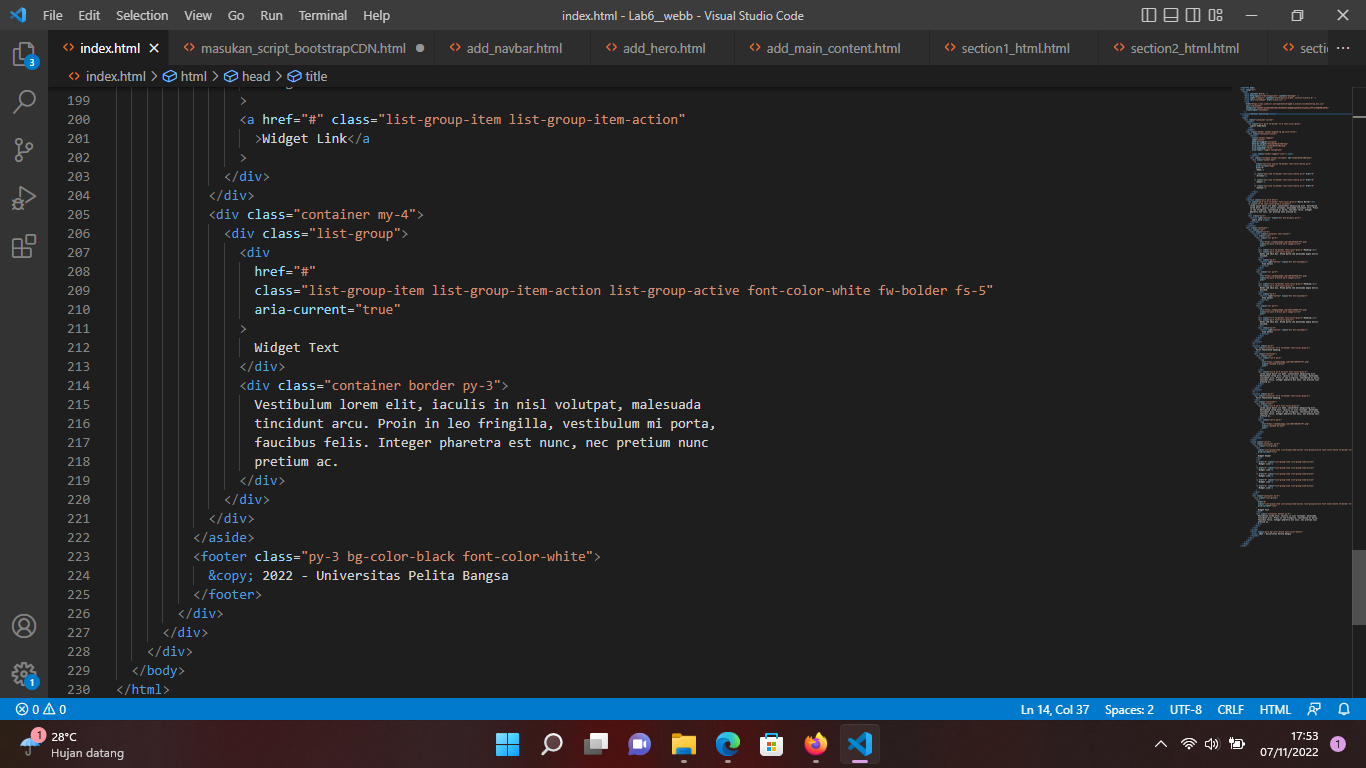 File Edit Selection View Go Run Terminal Help
index.html - Lab6__webb - Visual Studio Code
index.html masukan_script_bootstrapCDN.html add_navbar.html add_hero.html add_main_content.html section1_html.html section2_html.html
index.html > html > head > title
199 >
200 <a href="#" class="list-group-item list-group-item-action"
201 >Widget Link</a
202 >
203 </div>
204 </div>
205 <div class="container my-4">
206 <div class="list-group">
207 <div
208 href="#"
209 class="list-group-item list-group-item-action list-group-active font-color-white fw-bolder fs-5"
210 aria-current="true"
211 >
212 Widget Text
213 </div>
214 <div class="container border py-3">
215 Vestibulum lorem elit, iaculis in nisl volutpat, malesuada
216 tincidunt arcu. Proin in leo fringilla, vestibulum mi porta,
217 faucibus felis. Integer pharetra est nunc, nec pretium nunc
218 pretium ac.
219 </div>
220 </div>
221 </div>
222 </aside>
223 <footer class="py-3 bg-color-black font-color-white">
224 &copy; 2022 - Universitas Pelita Bangsa
225 </footer>
226 </div>
227 </div>
228 </div>
229 </body>
230 </html>
3
1
0 0
Ln 14, Col 37 Spaces: 2 UTF-8 CRLF HTML
1
28°C
Hujan datang
17:53
07/11/2022
1